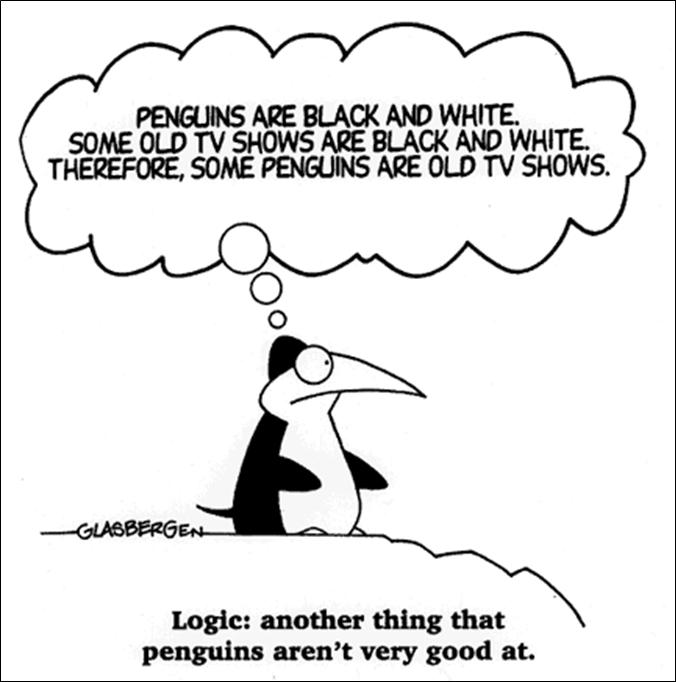 PENGUINS ARE BLACK AND WHITE.
SOME OLD TV SHOWS ARE BLACK AND WHITE.
THEREFORE, SOME PENGUINS ARE OLD TV SHOWS.
GLASBERGEN
Logic: another thing that
penguins aren't very good at.